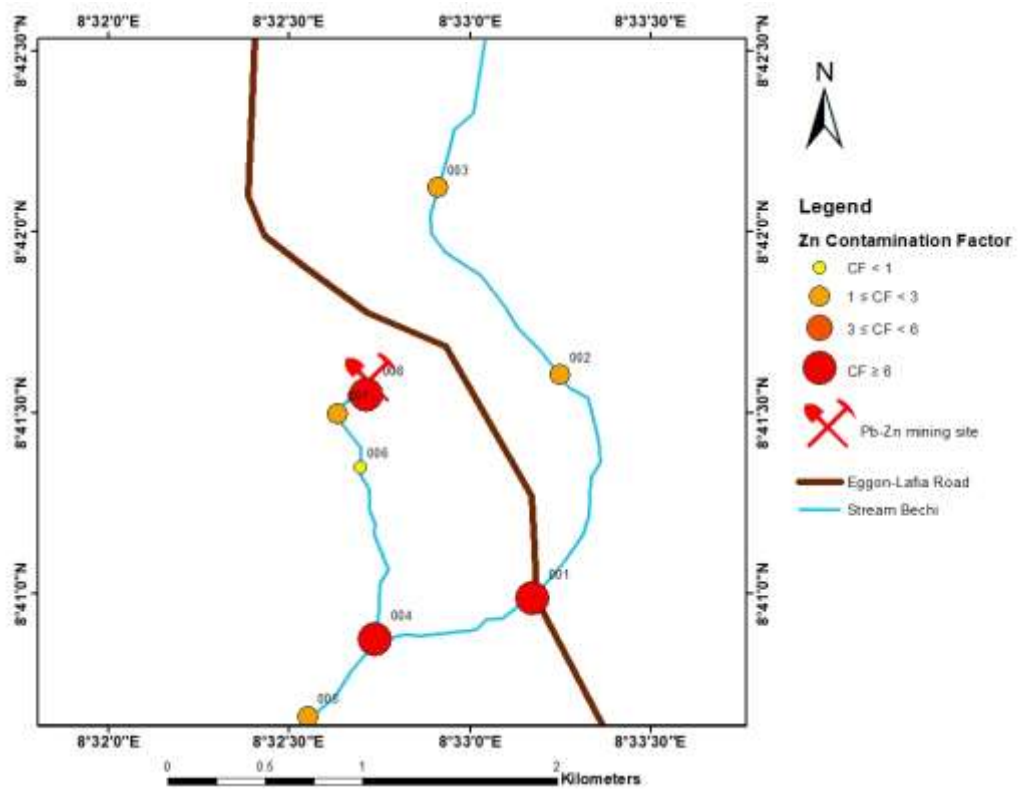 8°32'0"E 8°32'30"E 8°33'0"E 8°33'30"E
8°42'30"N 8°42'30"N
003
8°42'0"N 8°42'0"N
002
008
8°41'30"N 8°41'30"N
006
001
8°41'0"N 8°41'0"N
004
005
8°32'0"E 8°32'30"E 8°33'0"E 8°33'30"E
0 0.5 1 2
Kilometers
N
Legend
Zn Contamination Factor
CF < 1
1 ≤ CF < 3
3 ≤ CF < 6
CF ≥ 6
Pb-Zn mining site
Eggon-Lafia Road
Stream Bechi